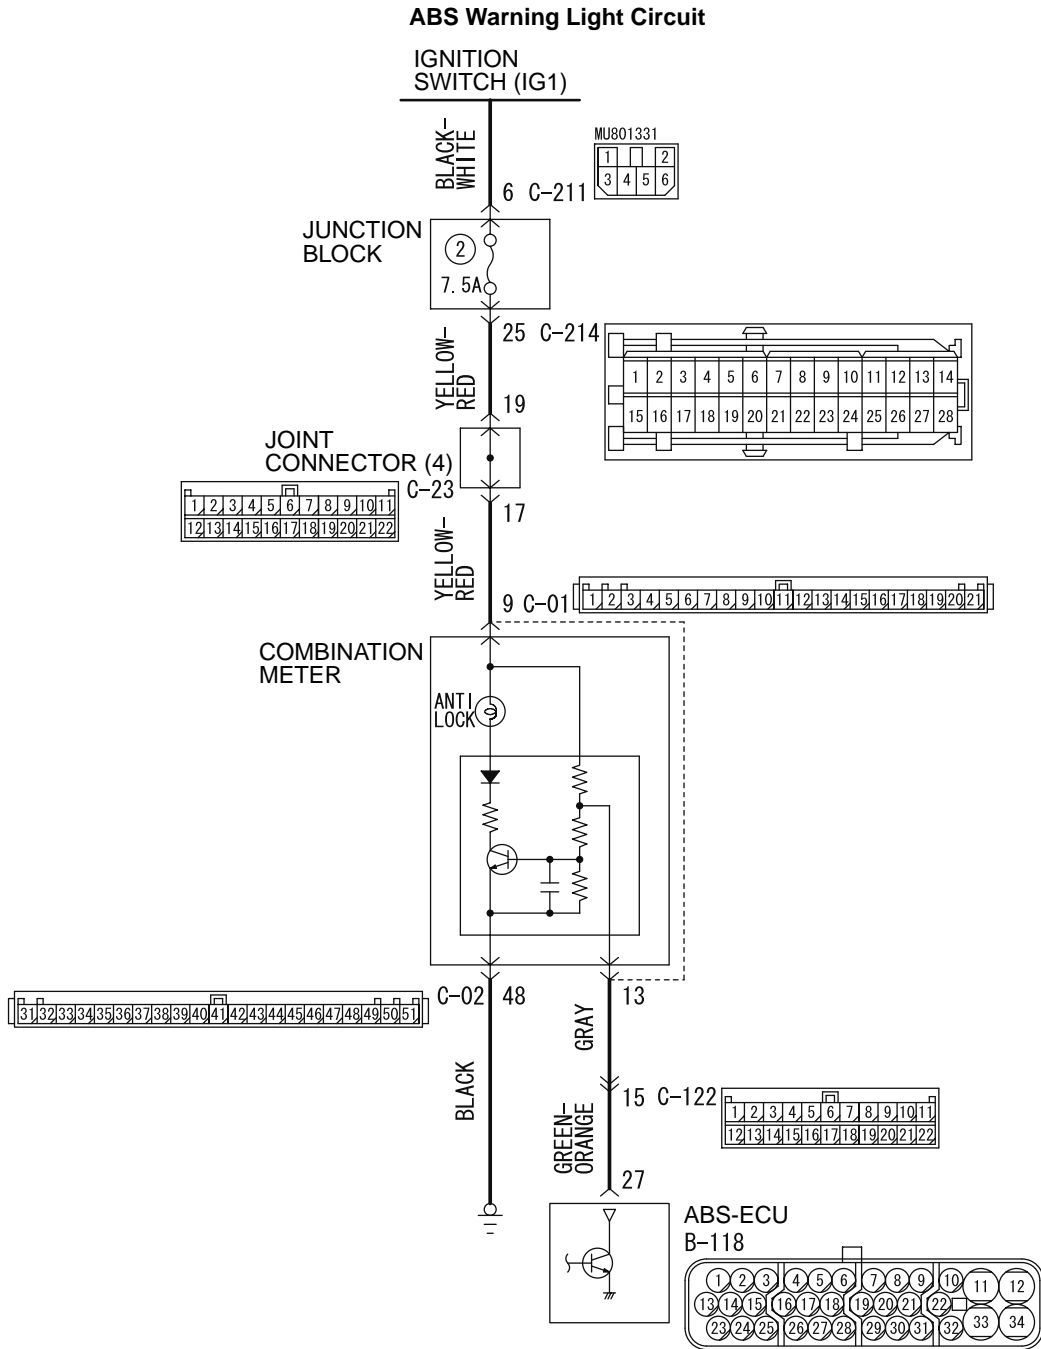 ABS Warning Light Circuit
IGNITION
SWITCH (IG1)
BLACK-
WHITE
MU801331
1 2
3 4 5 6
6 C-211
JUNCTION
BLOCK
2
7.5A
25 C-214
YELLOW-
RED
1 2 3 4 5 6 7 8 9 10 11 12 13 14
15 16 17 18 19 20 21 22 23 24 25 26 27 28
19
JOINT
CONNECTOR (4)
C-23
1 2 3 4 5 6 7 8 9 10 11
12 13 14 15 16 17 18 19 20 21 22
17
YELLOW-
RED
9 C-01
1 2 3 4 5 6 7 8 9 10 11 12 13 14 15 16 17 18 19 20 21
COMBINATION
METER
ANTI
LOCK
C-02 48
13
31 32 33 34 35 36 37 38 39 40 41 42 43 44 45 46 47 48 49 50 51
GRAY
BLACK
15 C-122
1 2 3 4 5 6 7 8 9 10 11
12 13 14 15 16 17 18 19 20 21 22
GREEN-
ORANGE
27
ABS-ECU
B-118
1 2 3 4 5 6 7 8 9 10 11 12
13 14 15 16 17 18 19 20 21 22
23 24 25 26 27 28 29 30 31 32 33 34